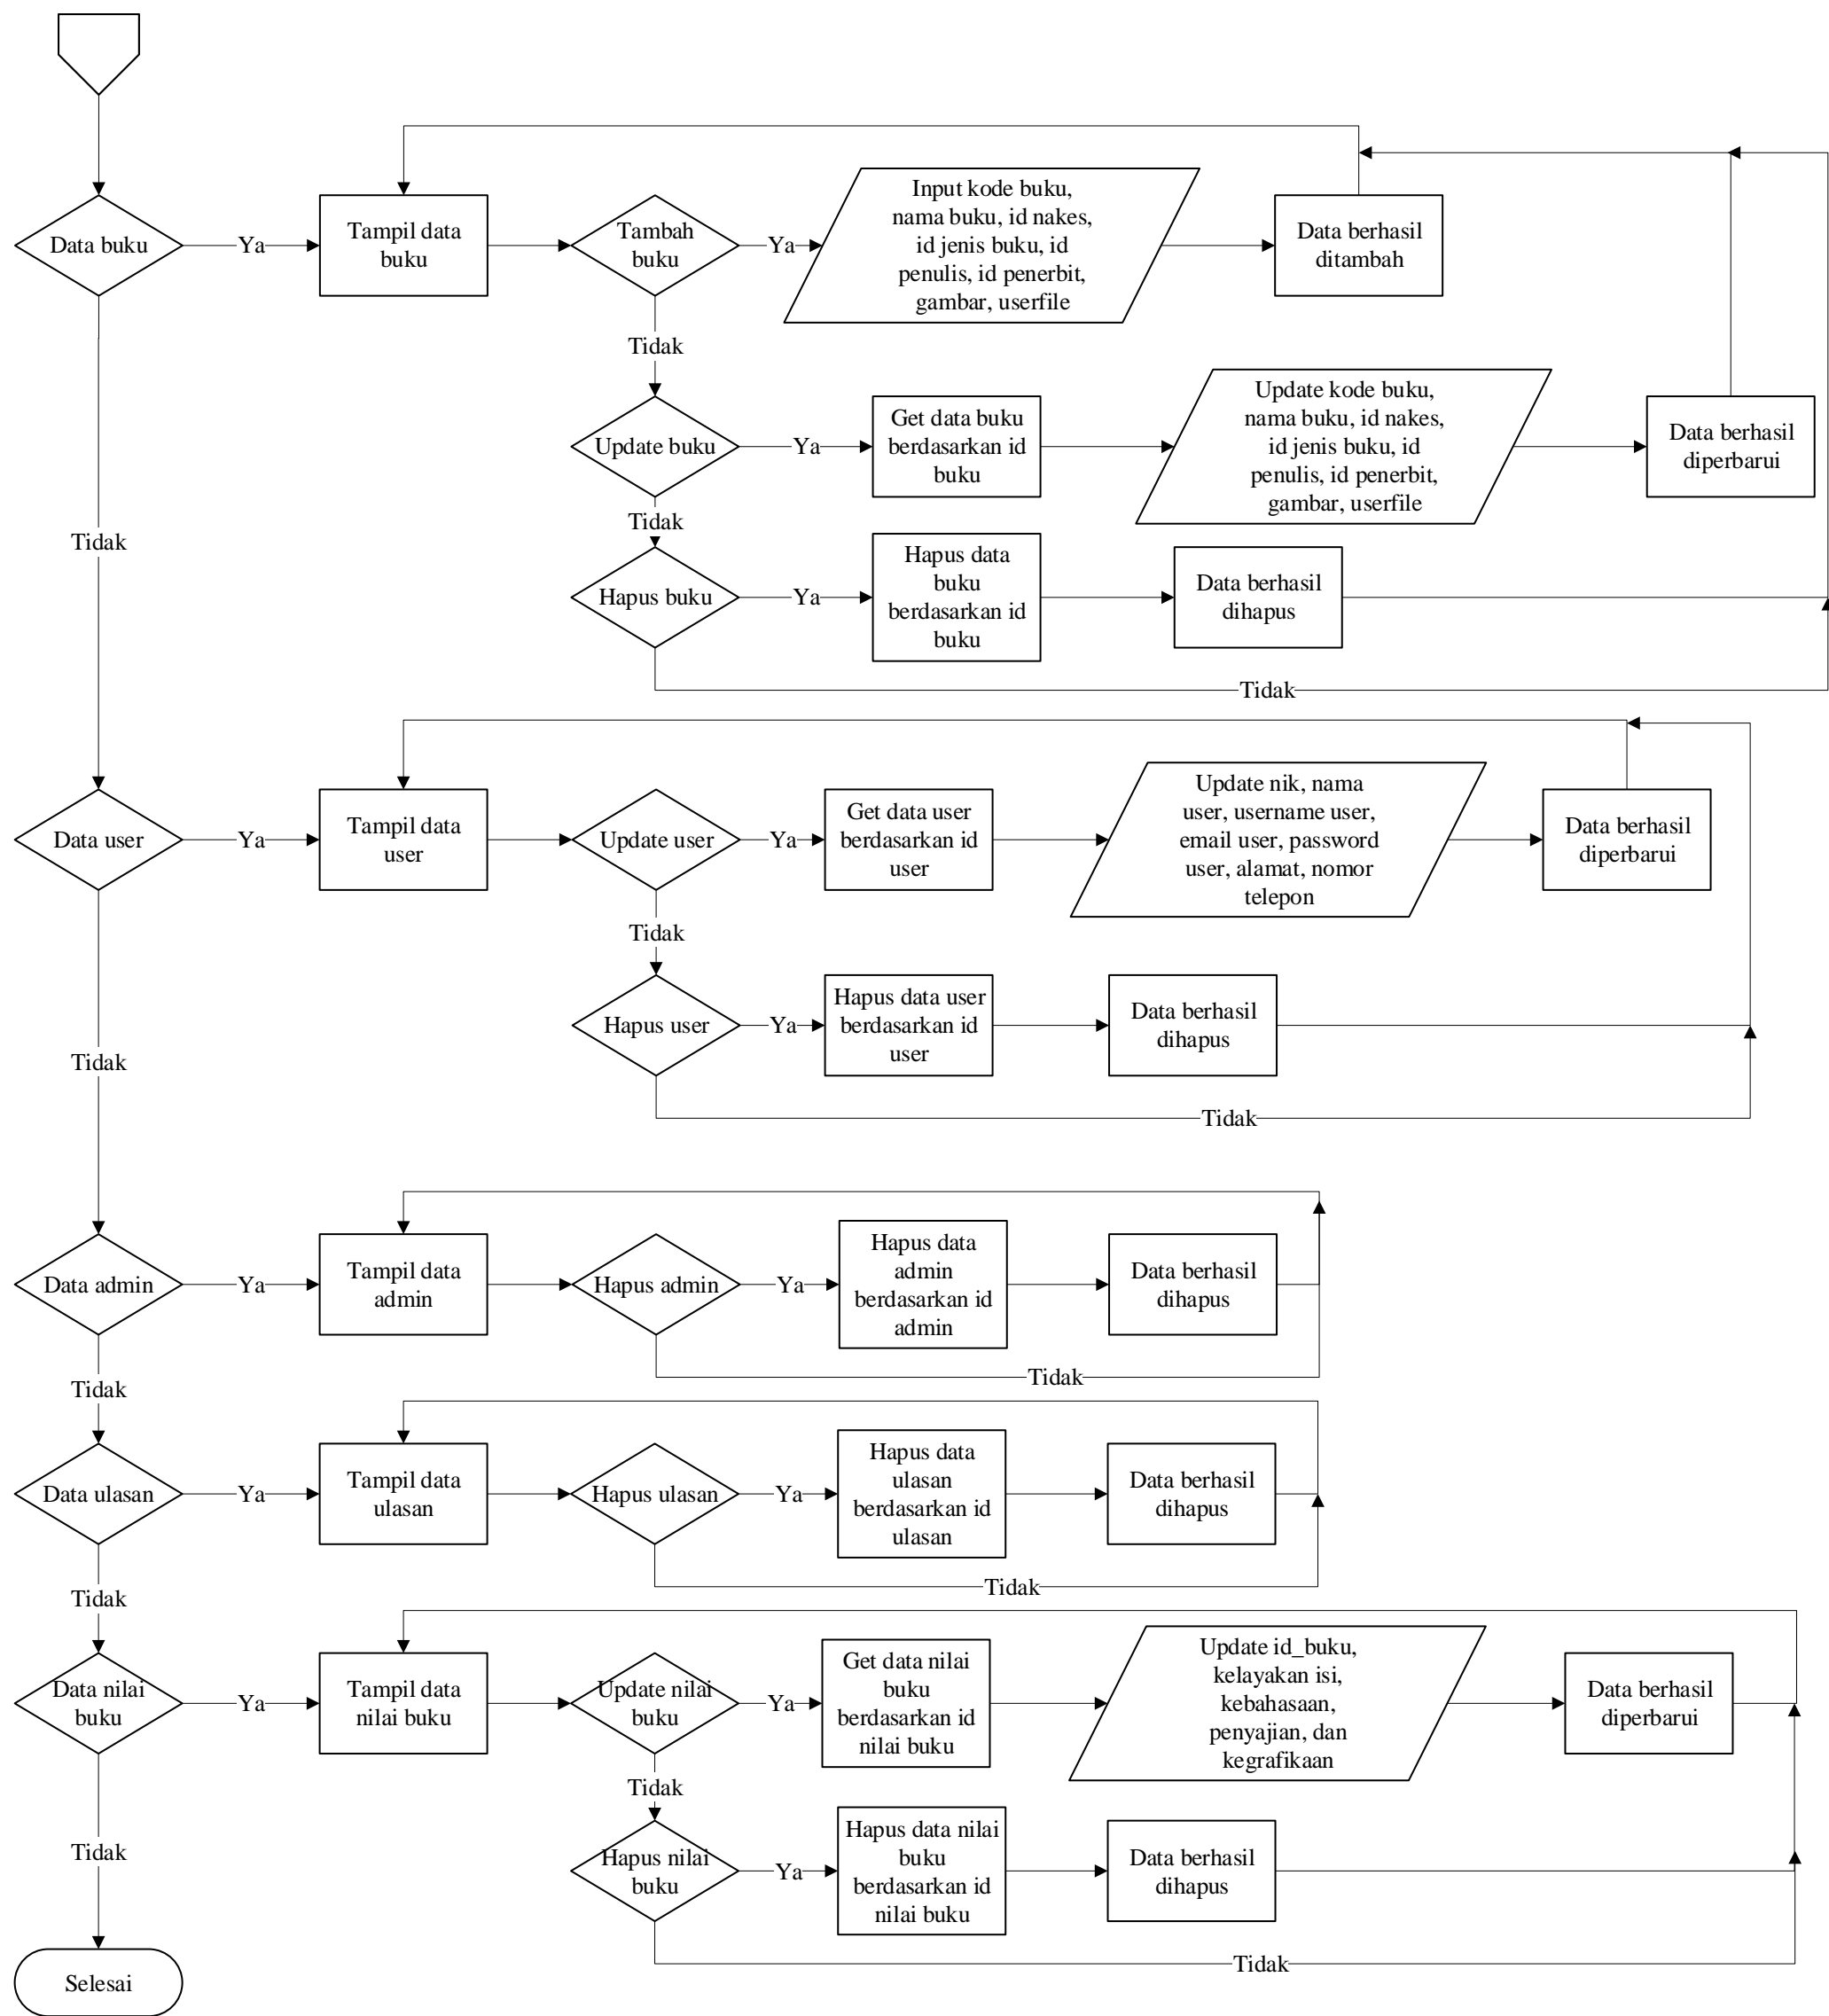 Data buku
Ya
Tampil data
buku
Tambah
buku
Ya
Input kode buku,
nama buku, id nakes,
id jenis buku, id
penulis, id penerbit,
gambar, userfile
Data berhasil
ditambah
Tidak
Update buku
Ya
Get data buku
berdasarkan id
buku
Update kode buku,
nama buku, id nakes,
id jenis buku, id
penulis, id penerbit,
gambar, userfile
Data berhasil
diperbarui
Tidak
Tidak
Hapus buku
Ya
Hapus data
buku
berdasarkan id
buku
Data berhasil
dihapus
Tidak
Data user
Ya
Tampil data
user
Update user
Ya
Get data user
berdasarkan id
user
Update nik, nama
user, username user,
email user, password
user, alamat, nomor
telepon
Data berhasil
diperbarui
Tidak
Hapus user
Ya
Hapus data user
berdasarkan id
user
Data berhasil
dihapus
Tidak
Tidak
Data admin
Ya
Tampil data
admin
Hapus admin
Ya
Hapus data
admin
berdasarkan id
admin
Data berhasil
dihapus
Tidak
Tidak
Data ulasan
Ya
Tampil data
ulasan
Hapus ulasan
Ya
Hapus data
ulasan
berdasarkan id
ulasan
Data berhasil
dihapus
Tidak
Tidak
Data nilai
buku
Ya
Tampil data
nilai buku
Update nilai
buku
Ya
Get data nilai
buku
berdasarkan id
nilai buku
Update id_buku,
kelayakan isi,
kebahasaan,
penyajian, dan
kegrafikaan
Data berhasil
diperbarui
Tidak
Tidak
Hapus nilai
buku
Ya
Hapus data nilai
buku
berdasarkan id
nilai buku
Data berhasil
dihapus
Tidak
Selesai